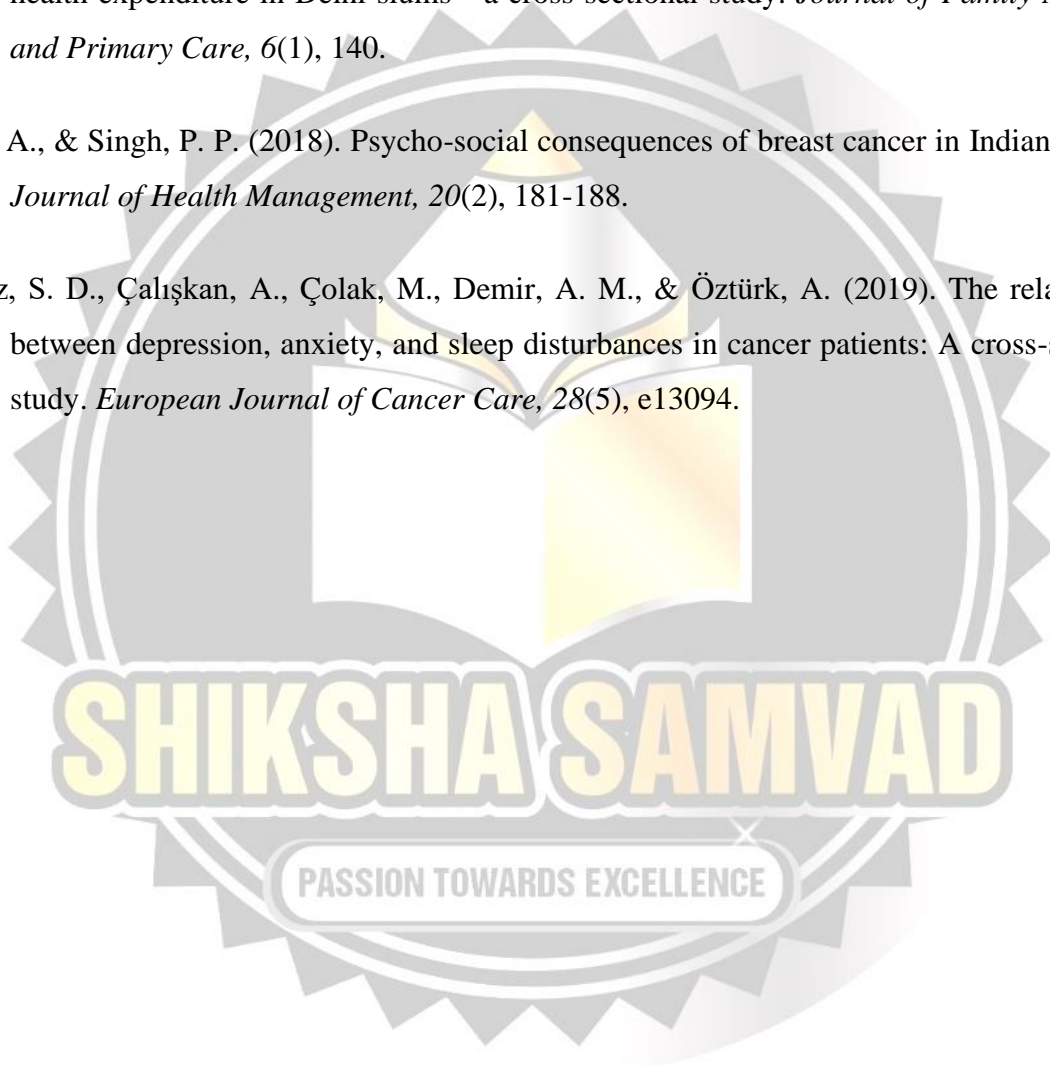 health expenditure in Delhi slums – a cross-sectional study. Journal of Family
and Primary Care, 6(1), 140.
A., & Singh, P. P. (2018). Psycho-social consequences of breast cancer in Indian
Journal of Health Management, 20(2), 181-188.
z, S. D., Çalışkan, A., Çolak, M., Demir, A. M., & Öztürk, A. (2019). The rela
between depression, anxiety, and sleep disturbances in cancer patients: A cross-s
study. European Journal of Cancer Care, 28(5), e13094.
SHIKSHA SAMVAD
PASSION TOWARDS EXCELLENCE